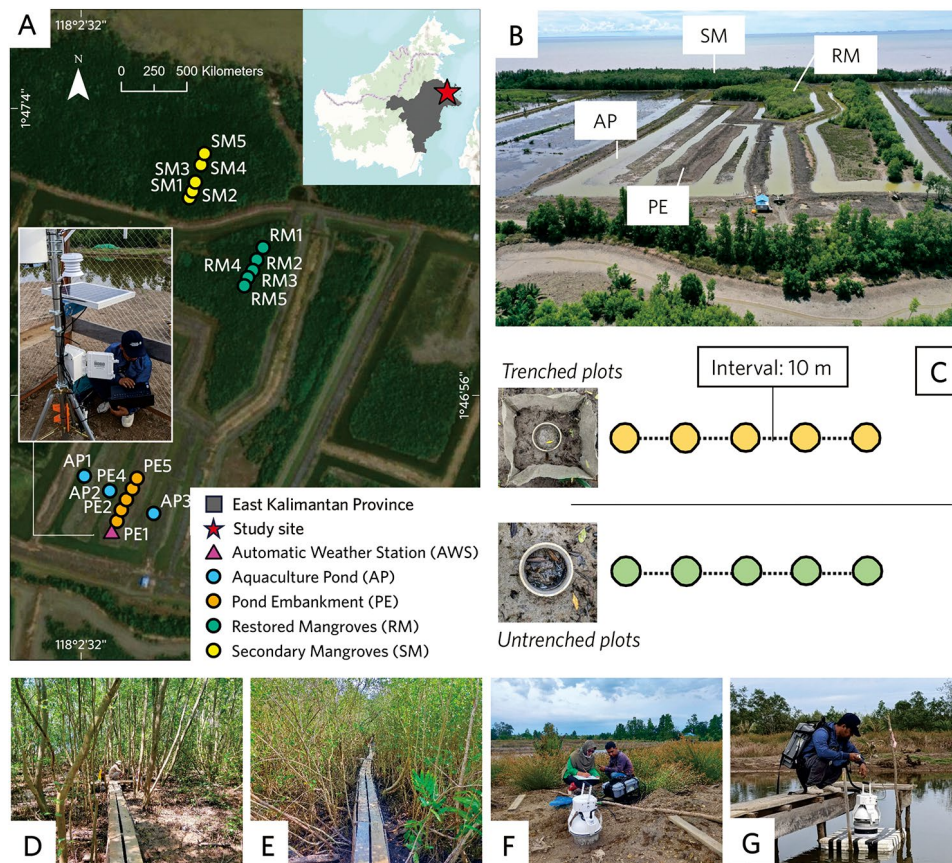 A
118°2'32"
N
0 250 500 Kilometers
1°47'4"
SM5
SM3 SM4
SM1
SM2
RM1
RM4 RM2
RM3
RM5
1°46'56"
AP1
PE4 PE5
AP2
PE2 AP3
PE1
118°2'32"
East Kalimantan Province
Study site
Automatic Weather Station (AWS)
Aquaculture Pond (AP)
Pond Embankment (PE)
Restored Mangroves (RM)
Secondary Mangroves (SM)
B
SM
RM
AP
PE
C
Trenched plots
Interval: 10 m
Untrenched plots
D
E
F
G